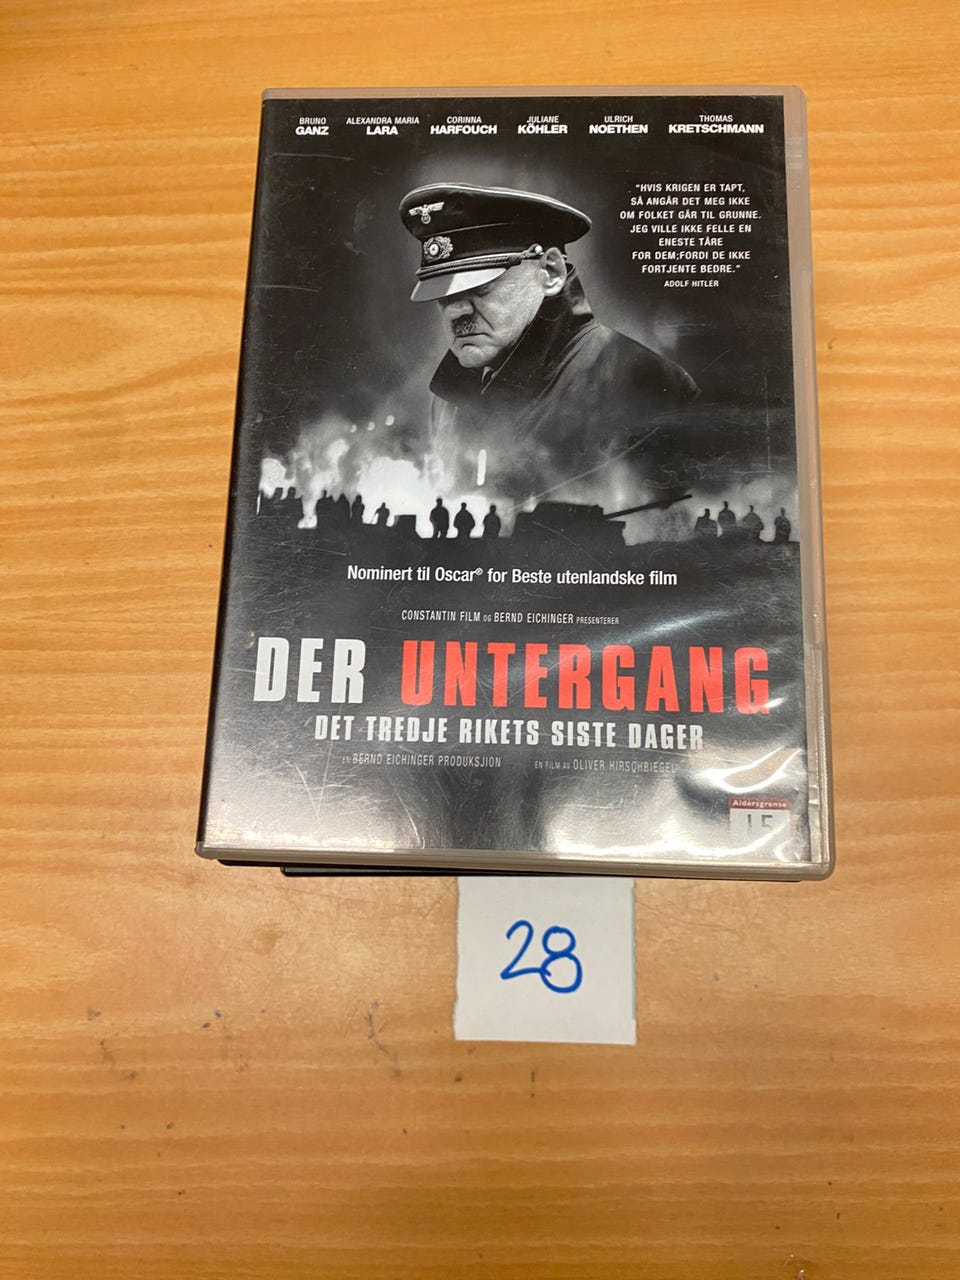 BRUNO GANZ ALEXANDRA MARIA LARA CORINNA HARFOUCH JULIANE KÖHLER ULRICH NOETHEN THOMAS KRETSCHMANN
"HVIS KRIGEN ER TAPT,
SÅ ANGÅR DET MEG IKKE
OM FOLKET GÅR TIL GRUNNE.
JEG VILLE IKKE FELLE EN
ENESTE TÅRE
FOR DEM;FORDI DE IKKE
FORTJENTE BEDRE."
ADOLF HITLER
Nominert til Oscar® for Beste utenlandske film
CONSTANTIN FILM OG BERND EICHINGER PRESENTERER
DER UNTERGANG
DET TREDJE RIKETS SISTE DAGER
EN BERND EICHINGER PRODUKSJON EN FILM AV OLIVER HIRSCHBIEGEL
Aldersgrense
15
28